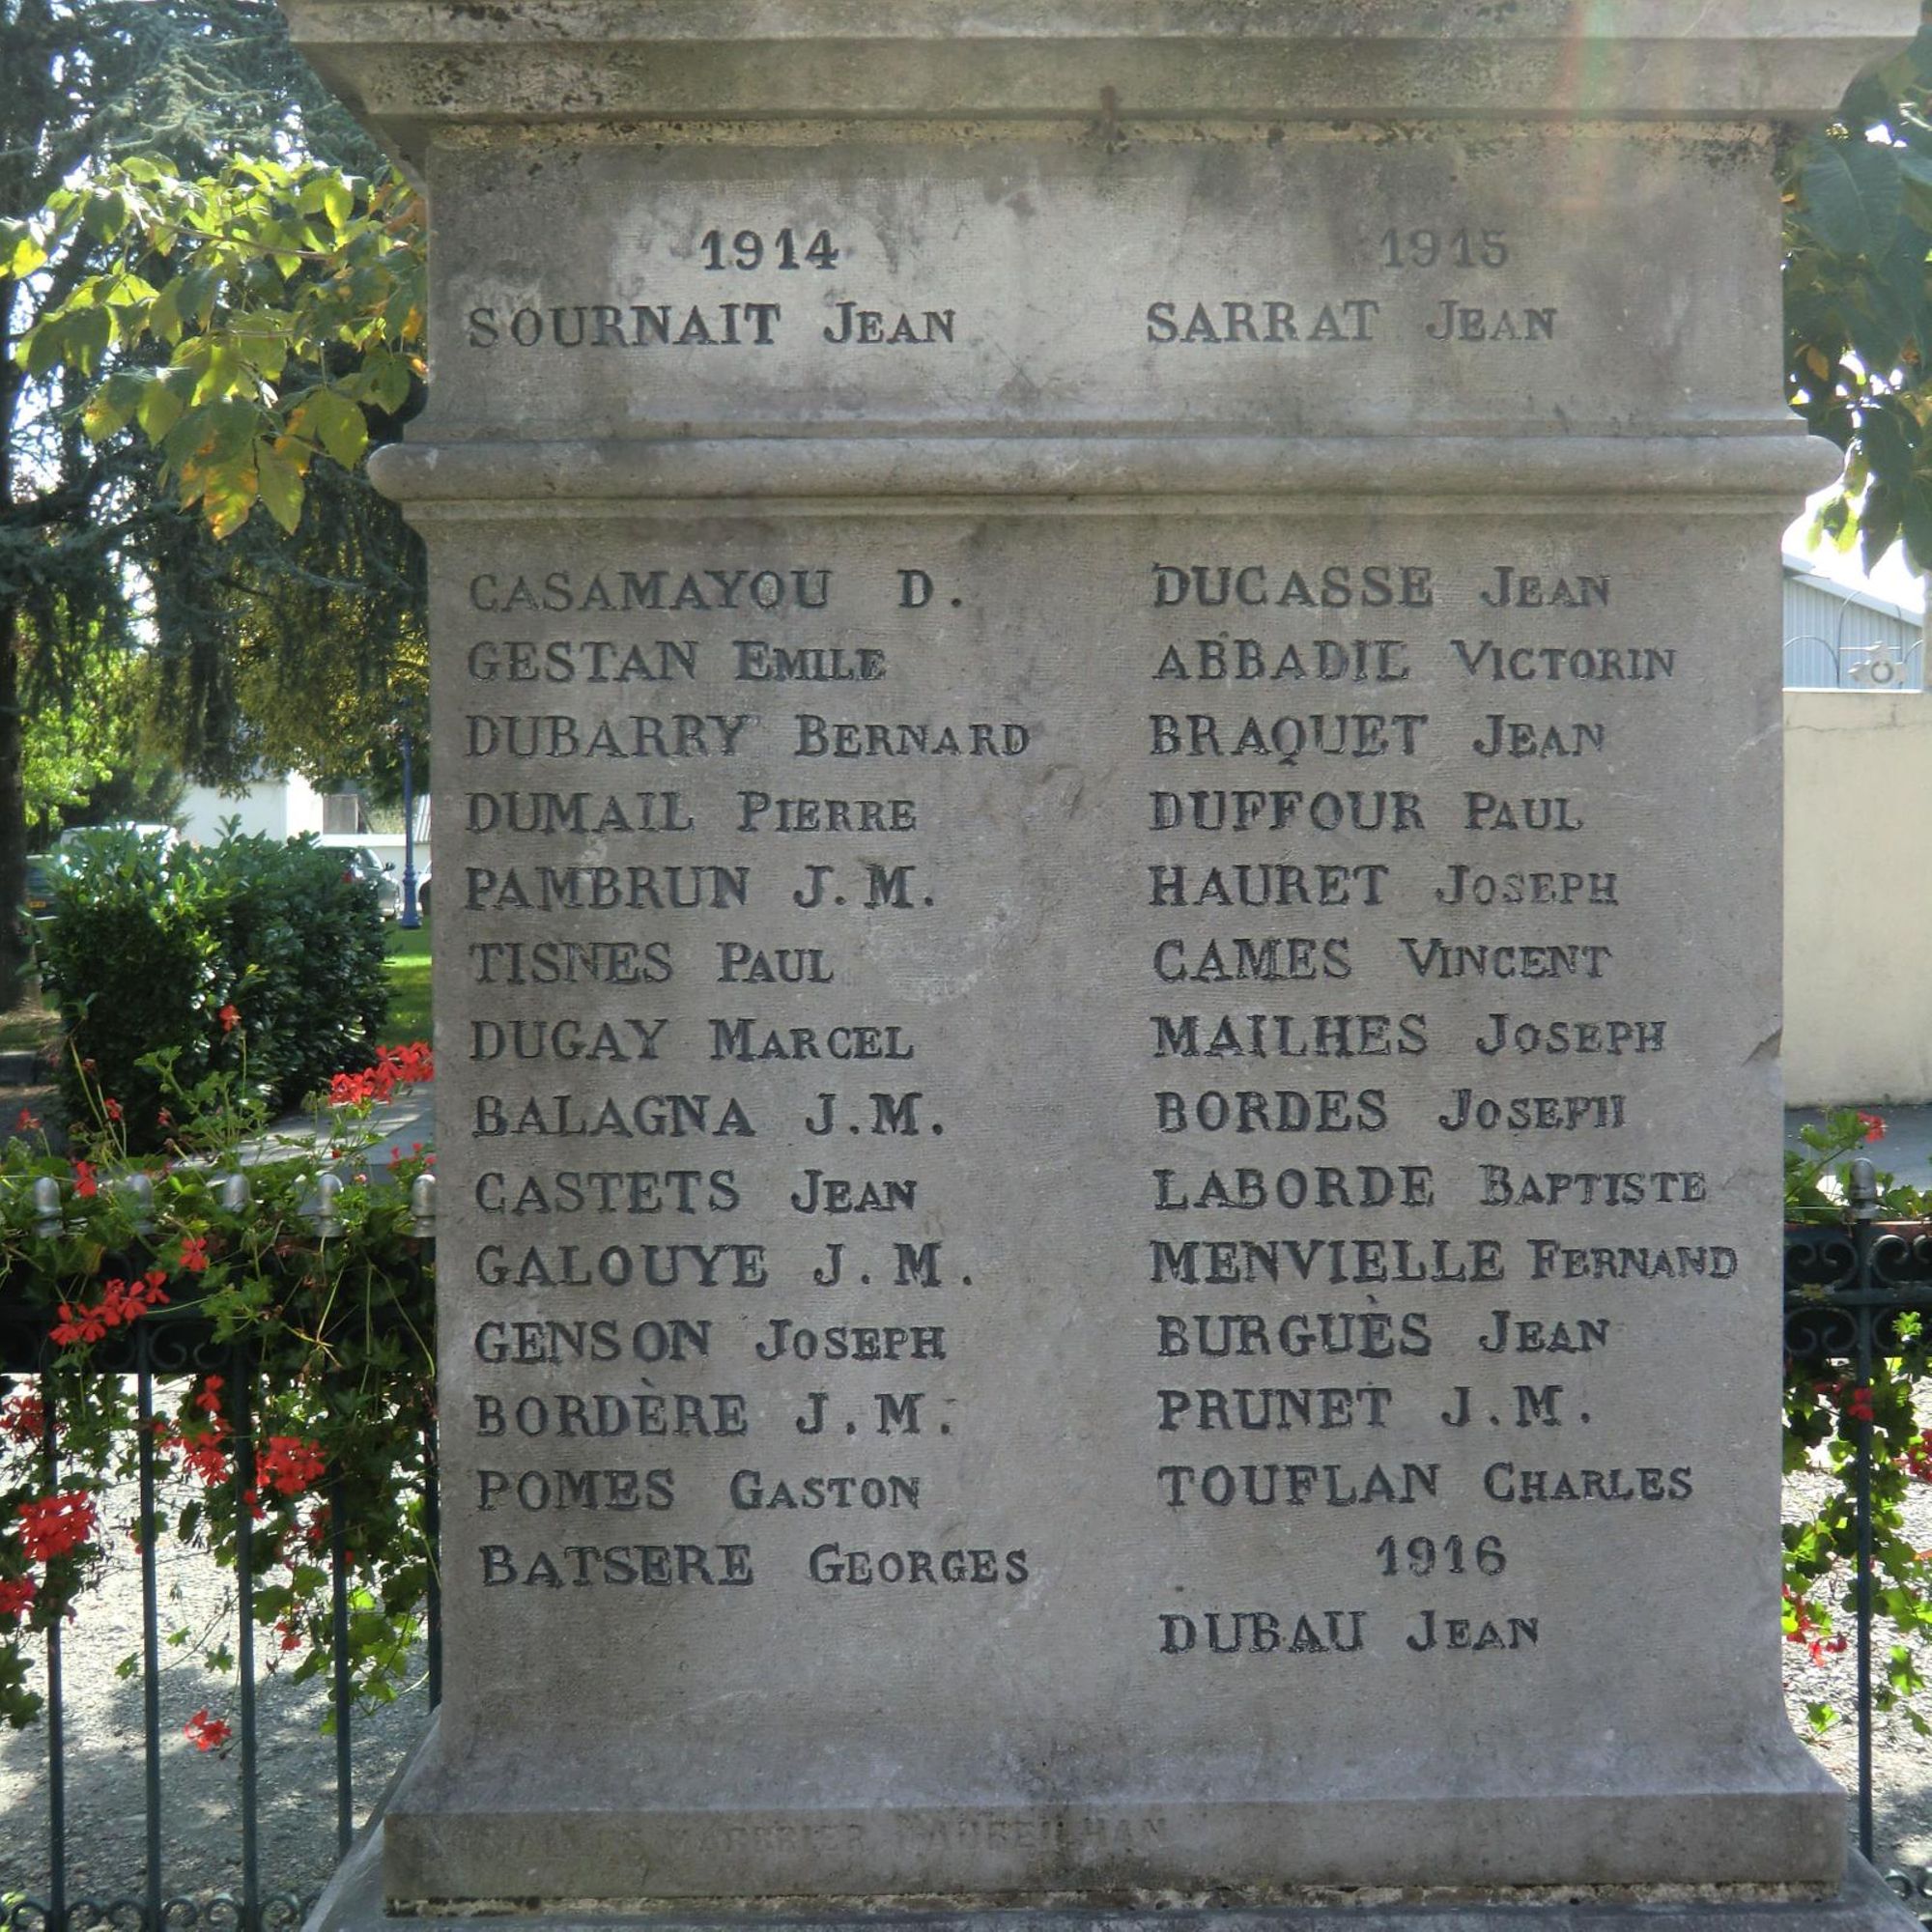 1914
SOURNAIT JEAN
CASAMAYOU D.
GESTAN EMILE
DUBARRY BERNARD
DUMAIL PIERRE
PAMBRUN J.M.
TISNES PAUL
DUGAY MARCEL
BALAGNA J.M.
CASTETS JEAN
GALOUYE J.M.
GENSON JOSEPH
BORDÈRE J.M.
POMES GASTON
BATSERE GEORGES
1915
SARRAT JEAN
DUCASSE JEAN
ABBADIE VICTORIN
BRAQUET JEAN
DUFFOUR PAUL
HAURET JOSEPH
CAMES VINCENT
MAILHES JOSEPH
BORDES JOSEPH
LABORDE BAPTISTE
MENVIELLE FERNAND
BURGUÈS JEAN
PRUNET J.M.
TOUFLAN CHARLES
1916
DUBAU JEAN